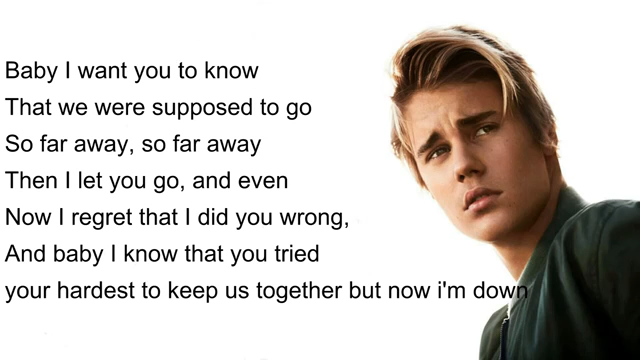 Baby I want you to know
That we were supposed to go
So far away, so far away
Then I let you go, and even
Now I regret that I did you wrong,
And baby I know that you tried
your hardest to keep us together but now i'm down